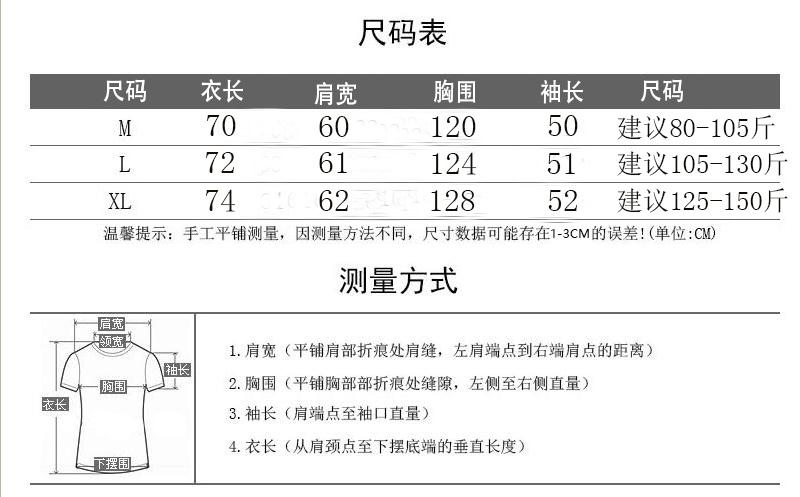 尺码表
尺码 衣长 肩宽 胸围 袖长 尺码
M 70 60 120 50 建议80-105斤
L 72 61 124 51 建议105-130斤
XL 74 62 128 52 建议125-150斤
温馨提示：手工平铺测量，因测量方法不同，尺寸数据可能存在1-3CM的误差!(单位:CM)
测量方式
肩宽
领宽
袖长
胸围
衣长
下摆围
1.肩宽（平铺肩部折痕处肩缝，左肩端点到右端肩点的距离）
2.胸围（平铺胸部部折痕处缝隙，左侧至右侧直量）
3.袖长（肩端点至袖口直量）
4.衣长（从肩颈点至下摆底端的垂直长度）